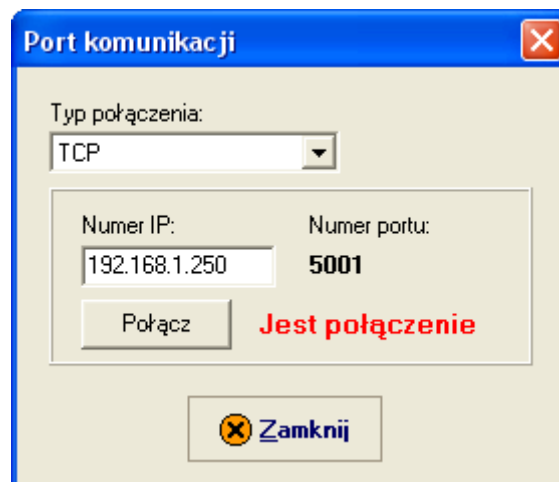 Port komunikacji
Typ połączenia:
TCP
Numer IP: Numer portu:
192.168.1.250 5001
Połącz Jest połączenie
Zamknij